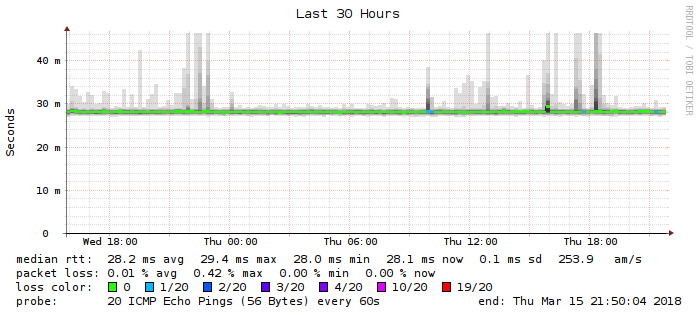 Last 30 Hours
RRDTOOL / TOBI OETIKER
Seconds
40 m
30 m
20 m
10 m
0
Wed 18:00 Thu 00:00 Thu 06:00 Thu 12:00 Thu 18:00
median rtt: 28.2 ms avg 29.4 ms max 28.0 ms min 28.1 ms now 0.1 ms sd 253.9 am/s
packet loss: 0.01 % avg 0.42 % max 0.00 % min 0.00 % now
loss color: 0 1/20 2/20 3/20 4/20 10/20 19/20
probe: 20 ICMP Echo Pings (56 Bytes) every 60s end: Thu Mar 15 21:50:04 2018